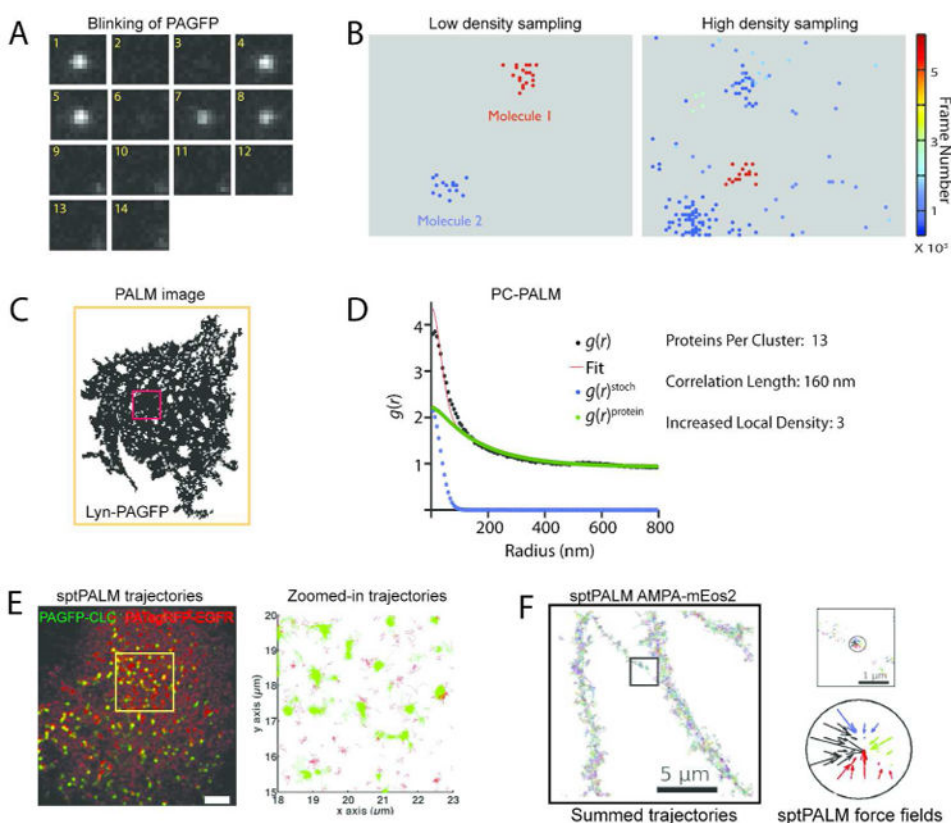 A
Blinking of PAGFP
1 2 3 4
5 6 7 8
9 10 11 12
13 14
B
Low density sampling
High density sampling
Molecule 1
Molecule 2
5
3
1
Frame Number
X 10³
C
PALM image
Lyn-PAGFP
D
PC-PALM
4
3
2
1
g(r)
200 400 600 800
Radius (nm)
g(r)
Fit
g(r)stoch
g(r)protein
Proteins Per Cluster: 13
Correlation Length: 160 nm
Increased Local Density: 3
E
sptPALM trajectories
PAGFP-CLC
Zoomed-in trajectories
20
19
18
17
16
15
y axis (µm)
18 19 20 21 22 23
x axis (µm)
F
sptPALM AMPA-mEos2
5 µm
Summed trajectories
1 µm
sptPALM force fields